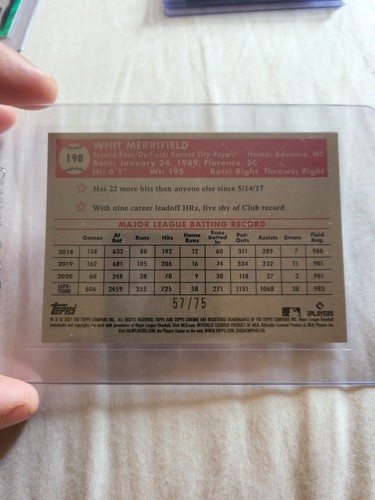 198
WHIT MERRIFIELD
Second Base/Outfield: Kansas City Royals Home: Advance, NC
Born: January 24, 1989, Florence, SC
Ht: 6'1" Wt: 195 Bats: Right Throws: Right
Has 22 more hits than anyone else since 5/14/17
With nine career leadoff HRs, five shy of Club record
MAJOR LEAGUE BATTING RECORD
Games At Bat Runs Hits Home Runs Runs Batted In Put-Outs Assists Errors Field Avg.
2018 158 632 88 192 12 60 311 289 7 .988
2019 162 681 105 206 16 74 334 232 11 .981
2020 60 248 38 70 9 30 118 37 3 .981
LIFE-TIME 606 2459 355 725 58 271 1151 1068 38 .983
57/75
Topps
PLAYERS